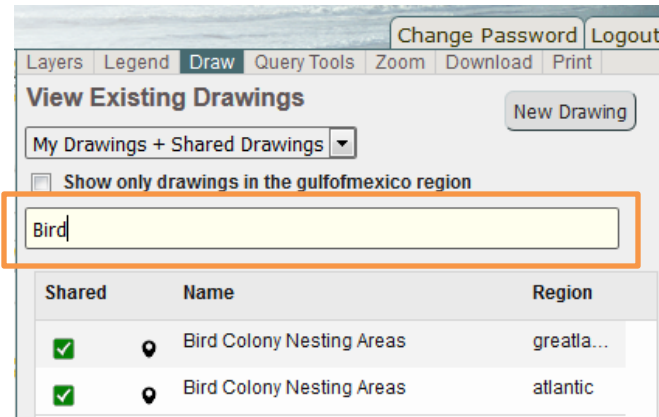 Change Password Logout
Layers Legend Draw Query Tools Zoom Download Print
View Existing Drawings
New Drawing
My Drawings + Shared Drawings
Show only drawings in the gulfofmexico region
Bird
Shared Name Region
Bird Colony Nesting Areas greatla...
Bird Colony Nesting Areas atlantic